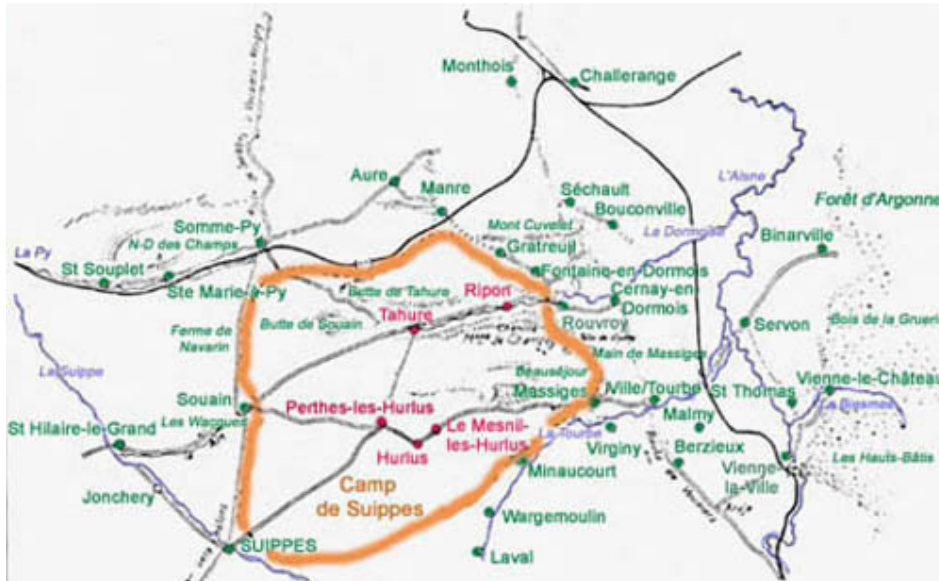 Monthois
Challerange
L'Aisne
Aure
Manre
Séchault
Bouconville
Forêt d'Argonne
Somme-Py
Mont Cuvelet
La Dormoise
Binarville
N-D des Champs
Gratreuil
La Py
St Souplet
Fontaine-en-Dormois
Ste Marie-à-Py
Butte de Tahure
Ripon
Cernay-en-
Dormois
Servon
Bois de la Gruerie
Ferme de
Navarin
Butte de Souain
Tahure
Rouvroy
Main de Massiges
La Suippe
Beauséjour
Massiges
Ville/Tourbe
St Thomas
Vienne-le-Château
Souain
Perthes-les-Hurlus
Malmy
La Biesmes
St Hilaire-le-Grand
Les Wacques
Le Mesnil-
les-Hurlus
La Tourbe
Virginy
Hurlus
Minaucourt
Berzieux
Vienne-
la-Ville
Les Hauts-Bâtis
Jonchery
Camp
de Suippes
Wargemoulin
SUIPPES
Laval